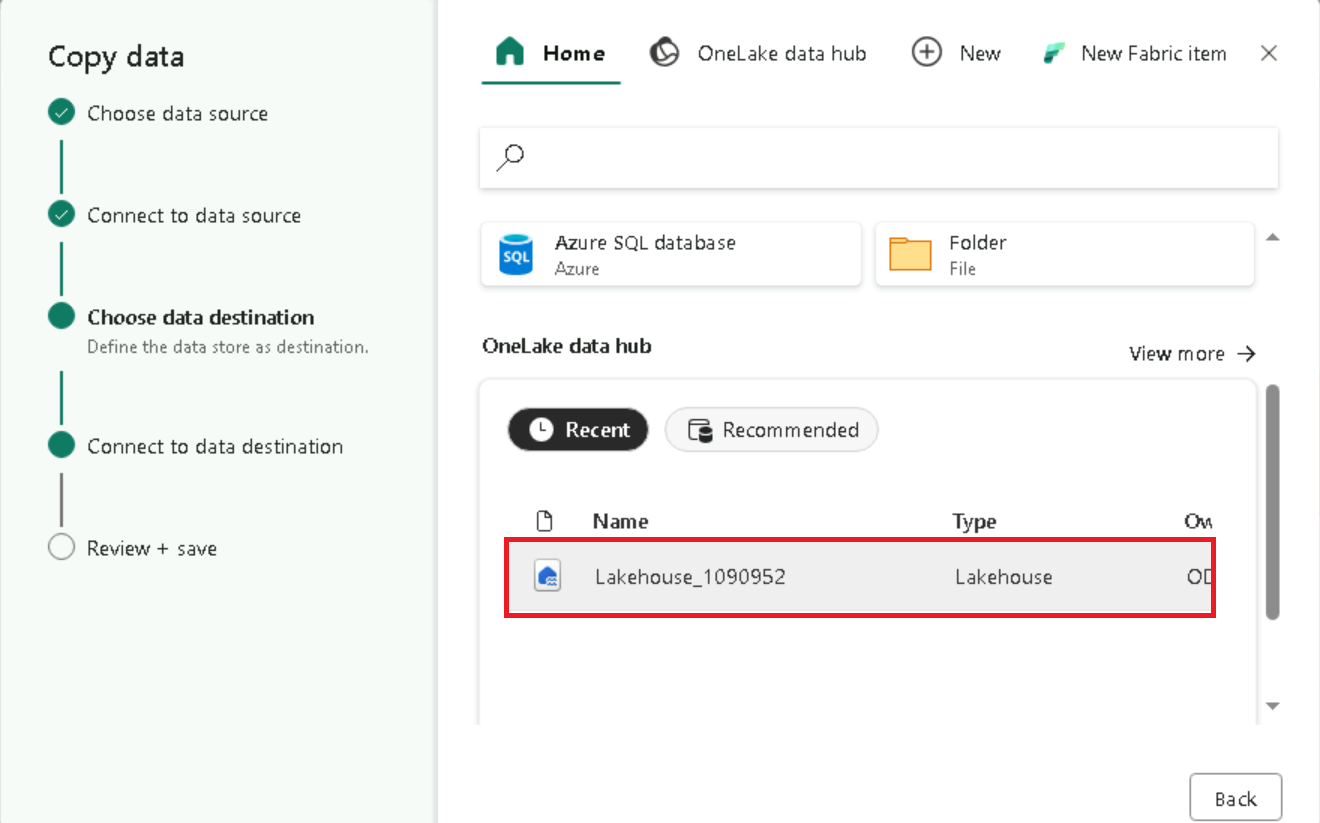 Copy data
Choose data source
Connect to data source
Choose data destination
Define the data store as destination.
Connect to data destination
Review + save
Home
OneLake data hub
New
New Fabric item
SQL
Azure SQL database
Azure
Folder
File
OneLake data hub
View more
Recent
Recommended
Name Type Ow
Lakehouse_1090952 Lakehouse OD
Back